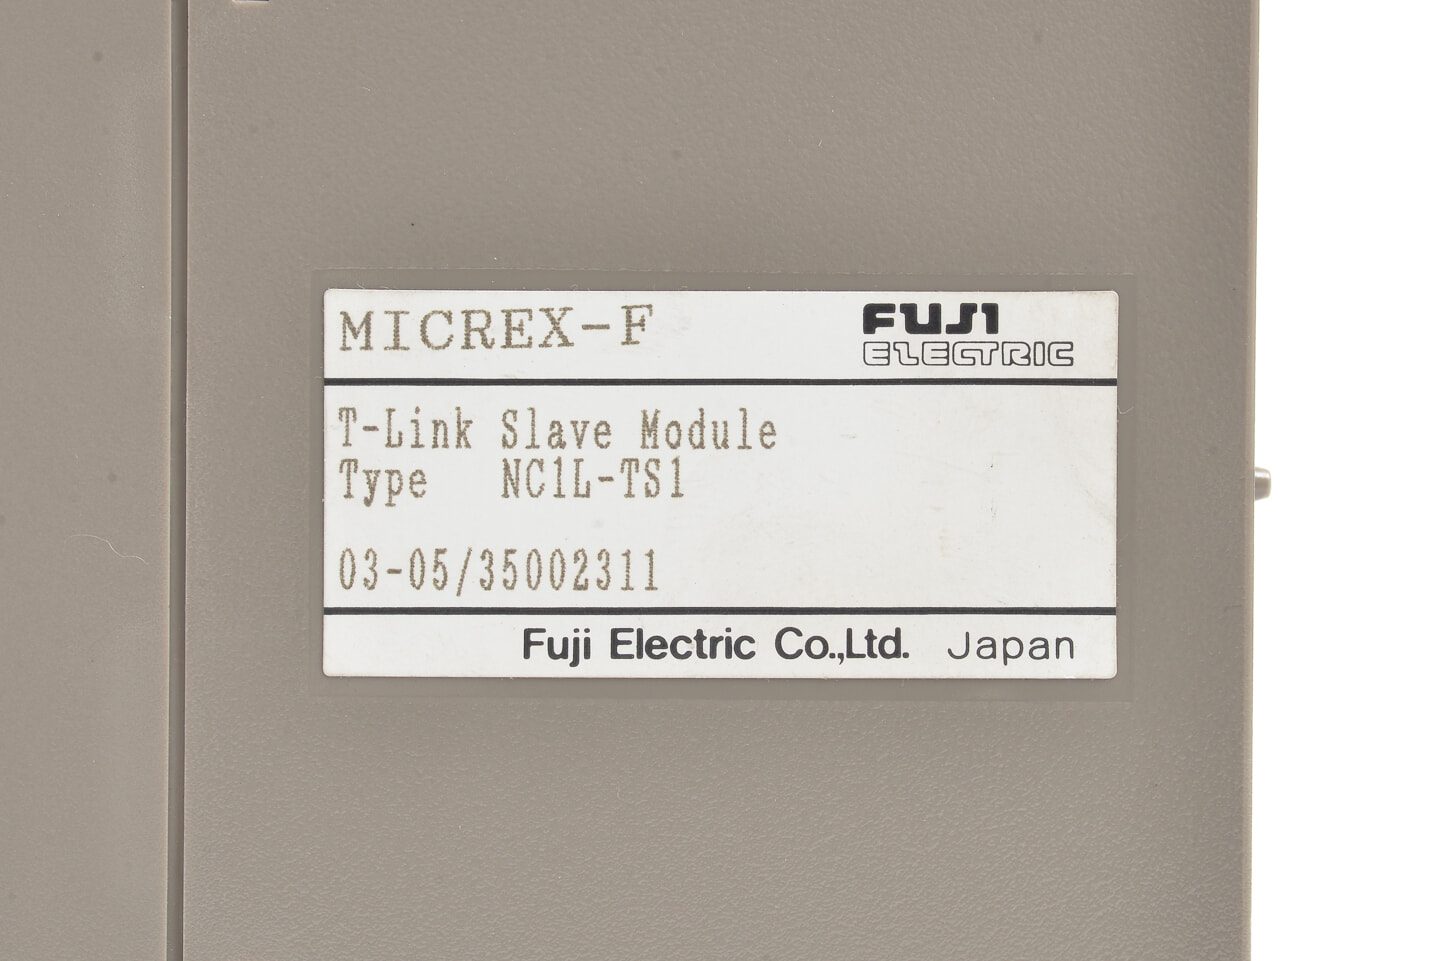 MICREX-F
FUJI
ELECTRIC
T-Link Slave Module
Type NC1L-TS1
03-05/35002311
Fuji Electric Co.,Ltd. Japan